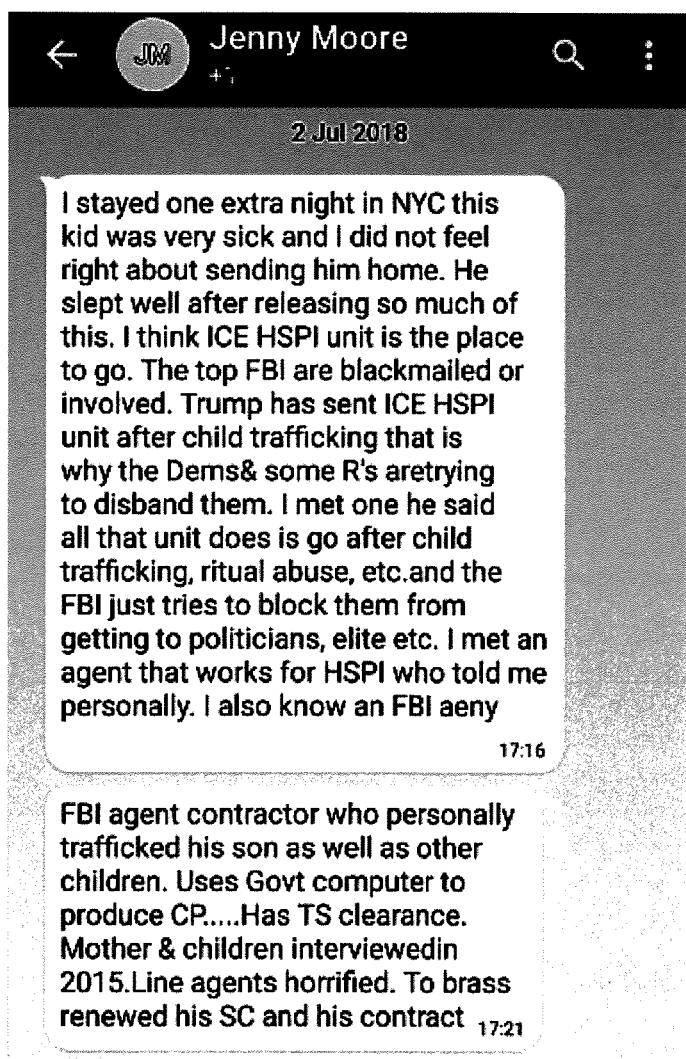 Jenny Moore
JM
2 Jul 2018
I stayed one extra night in NYC this
kid was very sick and I did not feel
right about sending him home. He
slept well after releasing so much of
this. I think ICE HSPI unit is the place
to go. The top FBI are blackmailed or
involved. Trump has sent ICE HSPI
unit after child trafficking that is
why the Dems& some R's aretrying
to disband them. I met one he said
all that unit does is go after child
trafficking, ritual abuse, etc.and the
FBI just tries to block them from
getting to politicians, elite etc. I met an
agent that works for HSPI who told me
personally. I also know an FBI aeny
17:16
FBI agent contractor who personally
trafficked his son as well as other
children. Uses Govt computer to
produce CP.....Has TS clearance.
Mother & children interviewedin
2015.Line agents horrified. To brass
renewed his SC and his contract
17:21